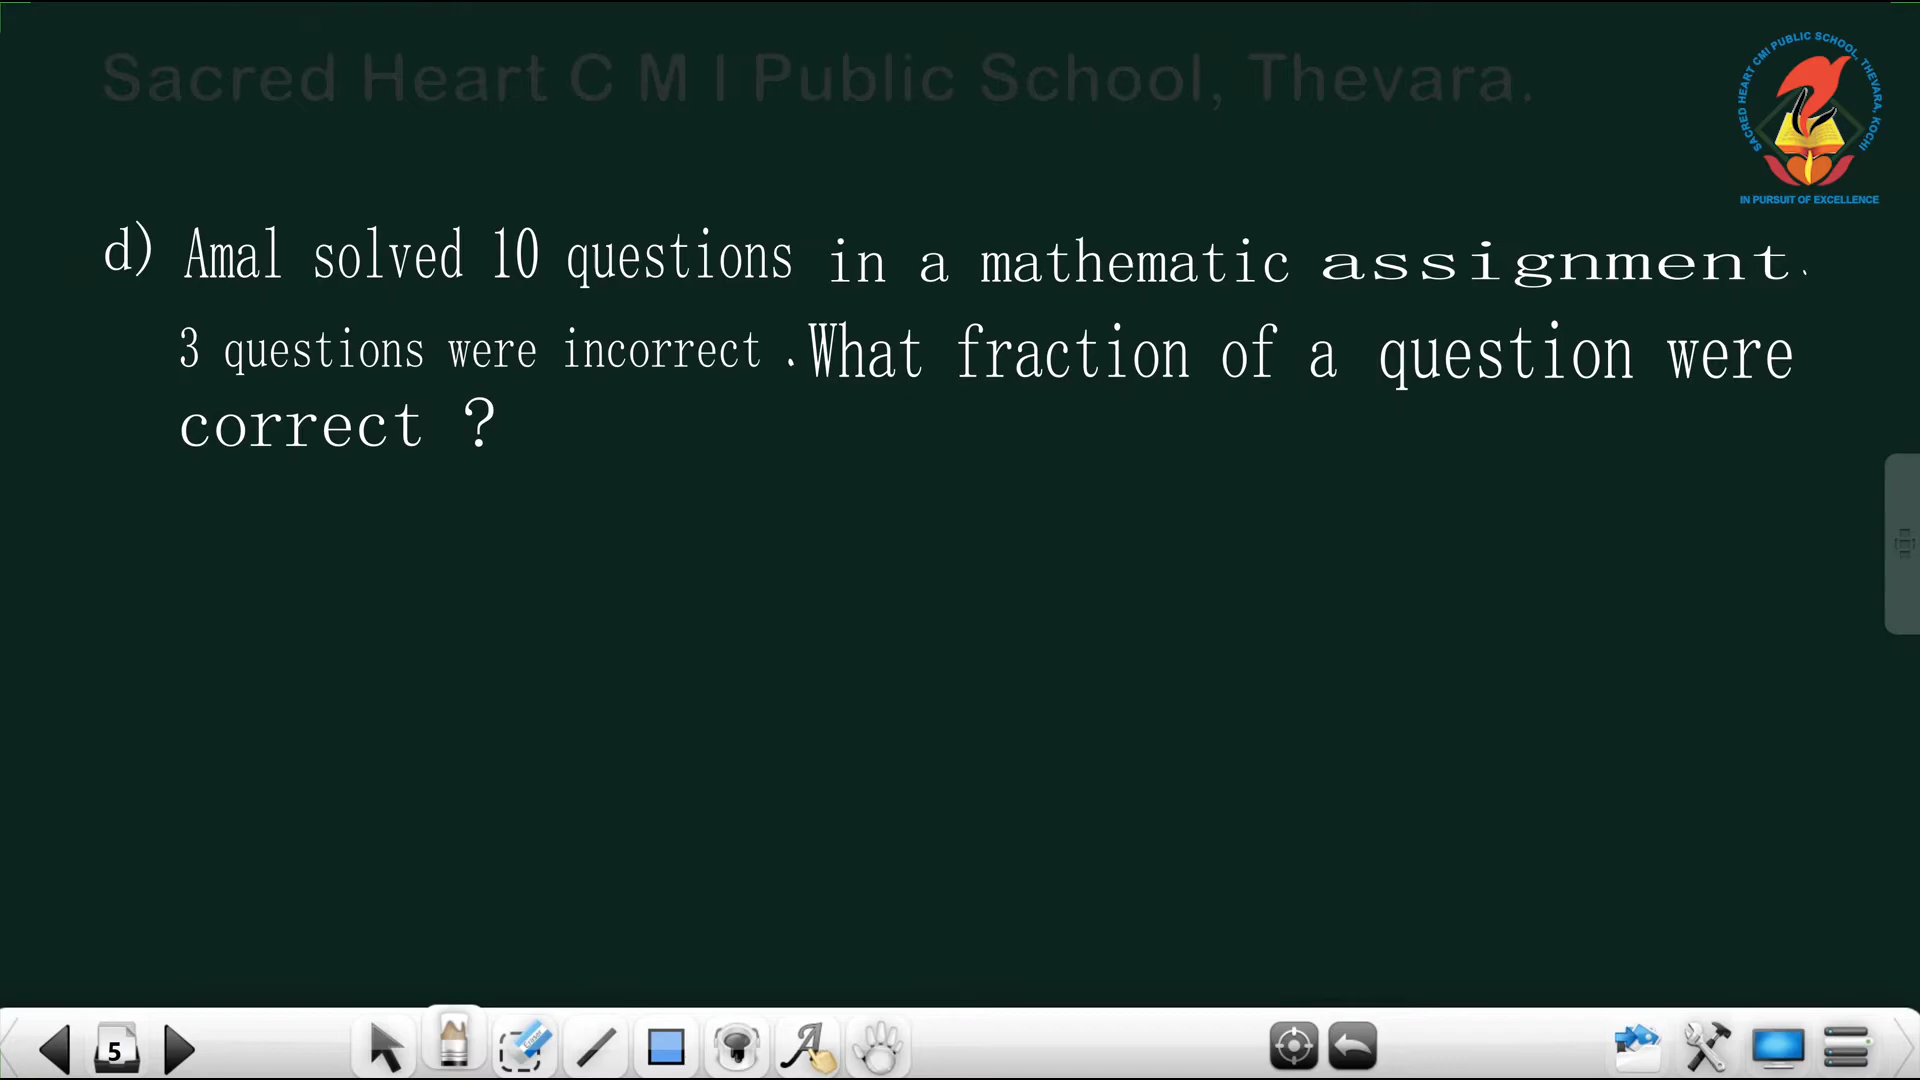 Sacred Heart C M I Public School, Thevara.
SACRED HEART CMI PUBLIC SCHOOL, THEVARA, KOCHI
IN PURSUIT OF EXCELLENCE
d) Amal solved 10 questions in a mathematic assignment.
3 questions were incorrect .What fraction of a question were
correct ?
5